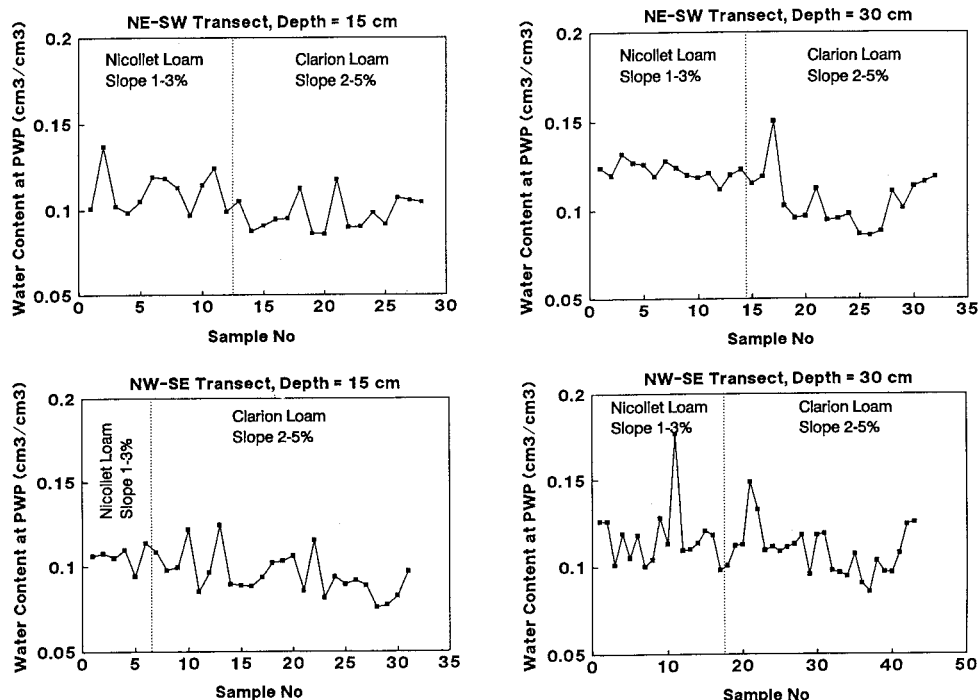 NE-SW Transect, Depth = 15 cm
Water Content at PWP (cm3/cm3)
0.2
0.15
0.1
0.05
Nicollet Loam
Slope 1-3%
Clarion Loam
Slope 2-5%
0
5
10
15
20
25
30
Sample No
NE-SW Transect, Depth = 30 cm
Water Content at PWP (cm3/cm3)
0.2
0.15
0.1
0.05
Nicollet Loam
Slope 1-3%
Clarion Loam
Slope 2-5%
0
5
10
15
20
25
30
35
Sample No
NW-SE Transect, Depth = 15 cm
Water Content at PWP (cm3/cm3)
0.2
0.15
0.1
0.05
Nicollet Loam
Slope 1-3%
Clarion Loam
Slope 2-5%
0
5
10
15
20
25
30
35
Sample No
NW-SE Transect, Depth = 30 cm
Water Content at PWP (cm3/cm3)
0.2
0.15
0.1
0.05
Nicollet Loam
Slope 1-3%
Clarion Loam
Slope 2-5%
0
10
20
30
40
50
Sample No